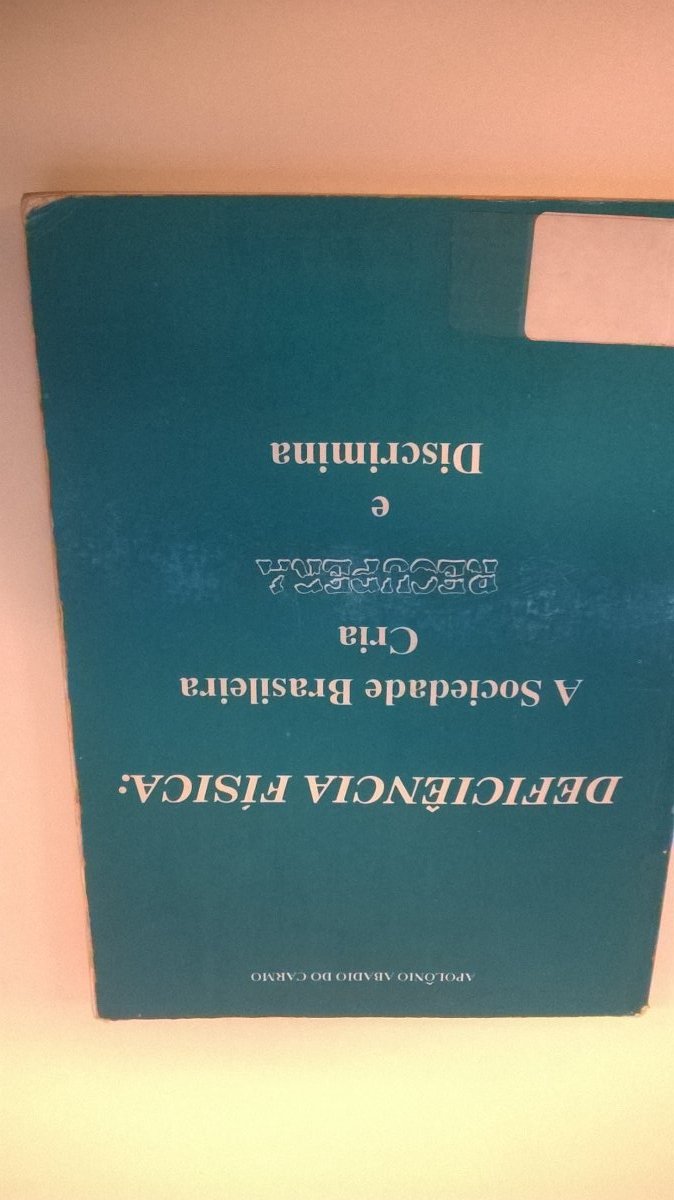 APOLÔNIO ABADIO DO CARMO
DEFICIÊNCIA FÍSICA:
A Sociedade Brasileira
Cria
RECUPERA
e
Discrimina